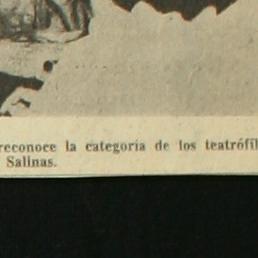 reconoce la categoría de los teatrófil
Salinas.